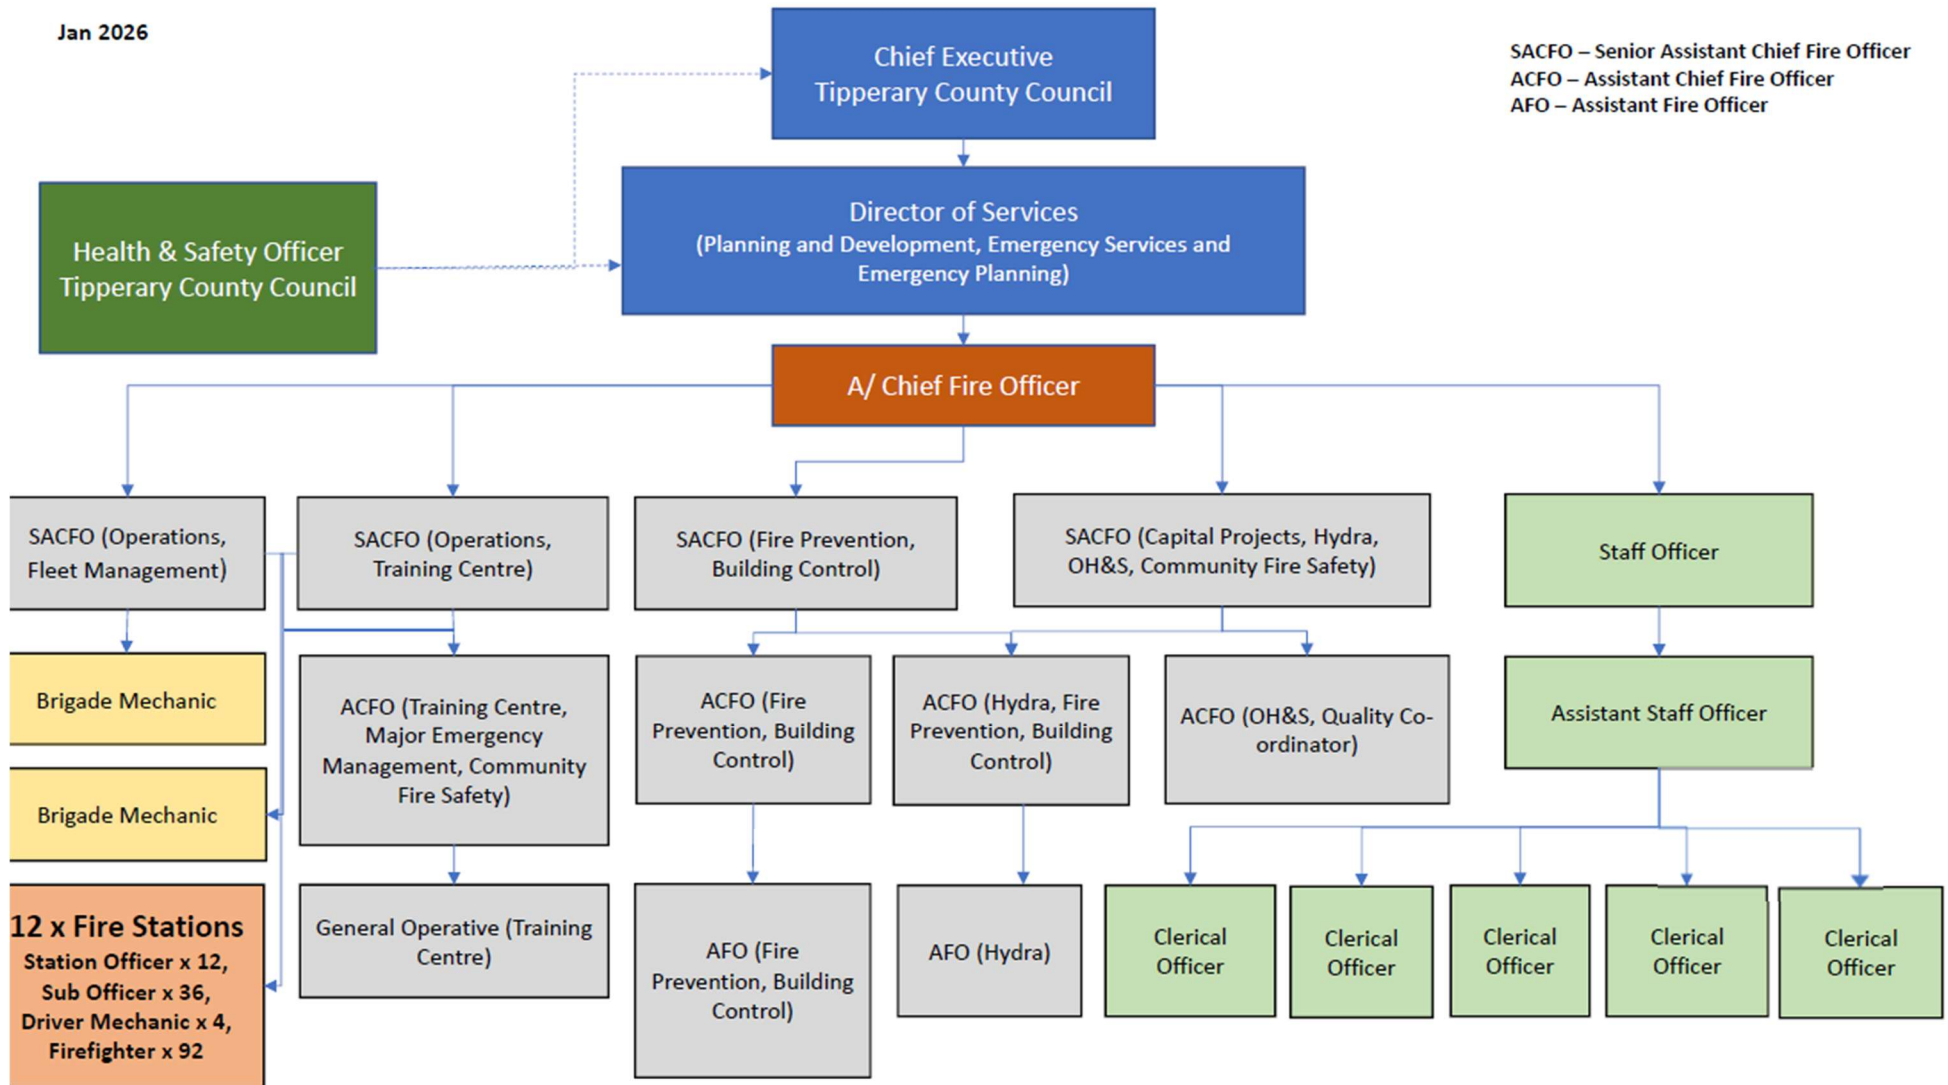 Jan 2026
Chief Executive
Tipperary County Council
SACFO – Senior Assistant Chief Fire Officer
ACFO – Assistant Chief Fire Officer
AFO – Assistant Fire Officer
Health & Safety Officer
Tipperary County Council
Director of Services
(Planning and Development, Emergency Services and
Emergency Planning)
A/ Chief Fire Officer
SACFO (Operations,
Fleet Management)
SACFO (Operations,
Training Centre)
SACFO (Fire Prevention,
Building Control)
SACFO (Capital Projects, Hydra,
OH&S, Community Fire Safety)
Staff Officer
Brigade Mechanic
ACFO (Training Centre,
Major Emergency
Management, Community
Fire Safety)
ACFO (Fire
Prevention, Building
Control)
ACFO (Hydra, Fire
Prevention, Building
Control)
ACFO (OH&S, Quality Co-
ordinator)
Assistant Staff Officer
Brigade Mechanic
12 x Fire Stations
Station Officer x 12,
Sub Officer x 36,
Driver Mechanic x 4,
Firefighter x 92
General Operative (Training
Centre)
AFO (Fire
Prevention, Building
Control)
AFO (Hydra)
Clerical
Officer
Clerical
Officer
Clerical
Officer
Clerical
Officer
Clerical
Officer